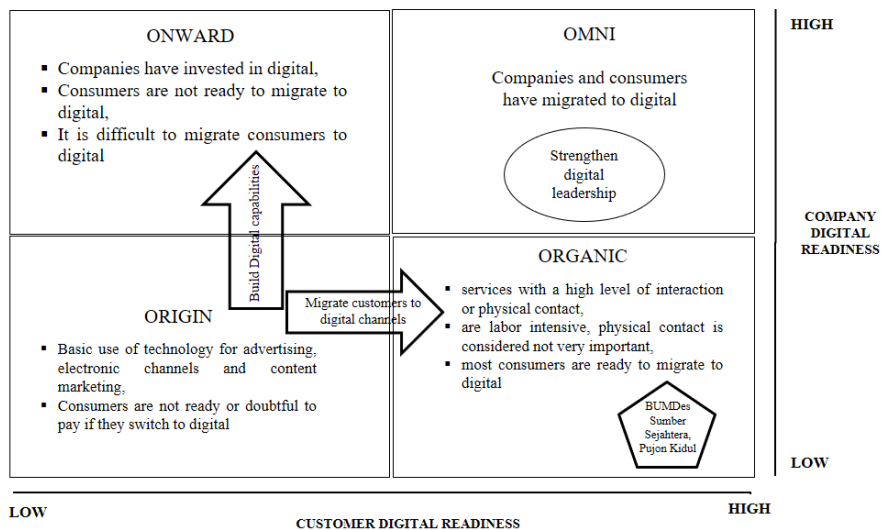 ONWARD
▪ Companies have invested in digital,
▪ Consumers are not ready to migrate to
digital,
▪ It is difficult to migrate consumers to
digital
OMNI
Companies and consumers
have migrated to digital
Strengthen
digital
leadership
HIGH
COMPANY
DIGITAL
READINESS
LOW
Build Digital capabilities
Migrate customers to
digital channels
ORIGIN
▪ Basic use of technology for advertising,
electronic channels and content
marketing,
▪ Consumers are not ready or doubtful to
pay if they switch to digital
ORGANIC
▪ services with a high level of interaction
or physical contact,
▪ are labor intensive, physical contact is
considered not very important,
▪ most consumers are ready to migrate to
digital
BUMDes
Sumber
Sejahtera,
Pujon Kidul
LOW
CUSTOMER DIGITAL READINESS
HIGH